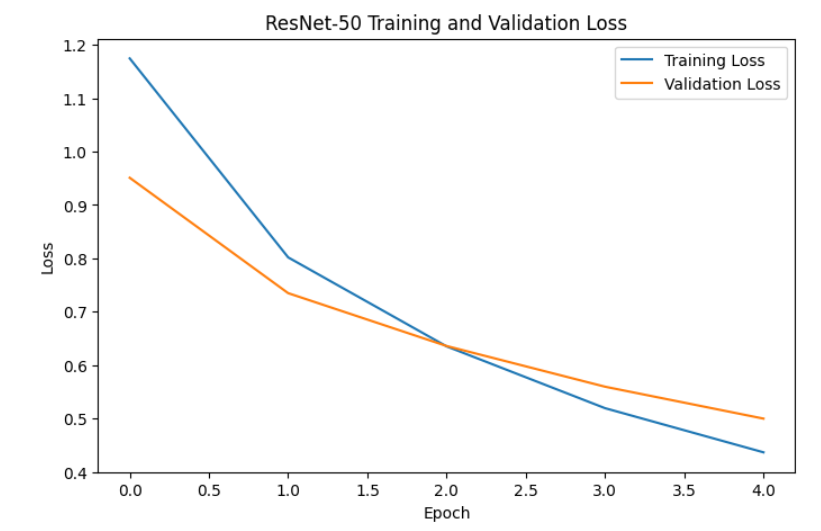 ResNet-50 Training and Validation Loss
Training Loss
Validation Loss
1.2
1.1
1.0
0.9
0.8
0.7
0.6
0.5
0.4
Loss
0.0 0.5 1.0 1.5 2.0 2.5 3.0 3.5 4.0
Epoch